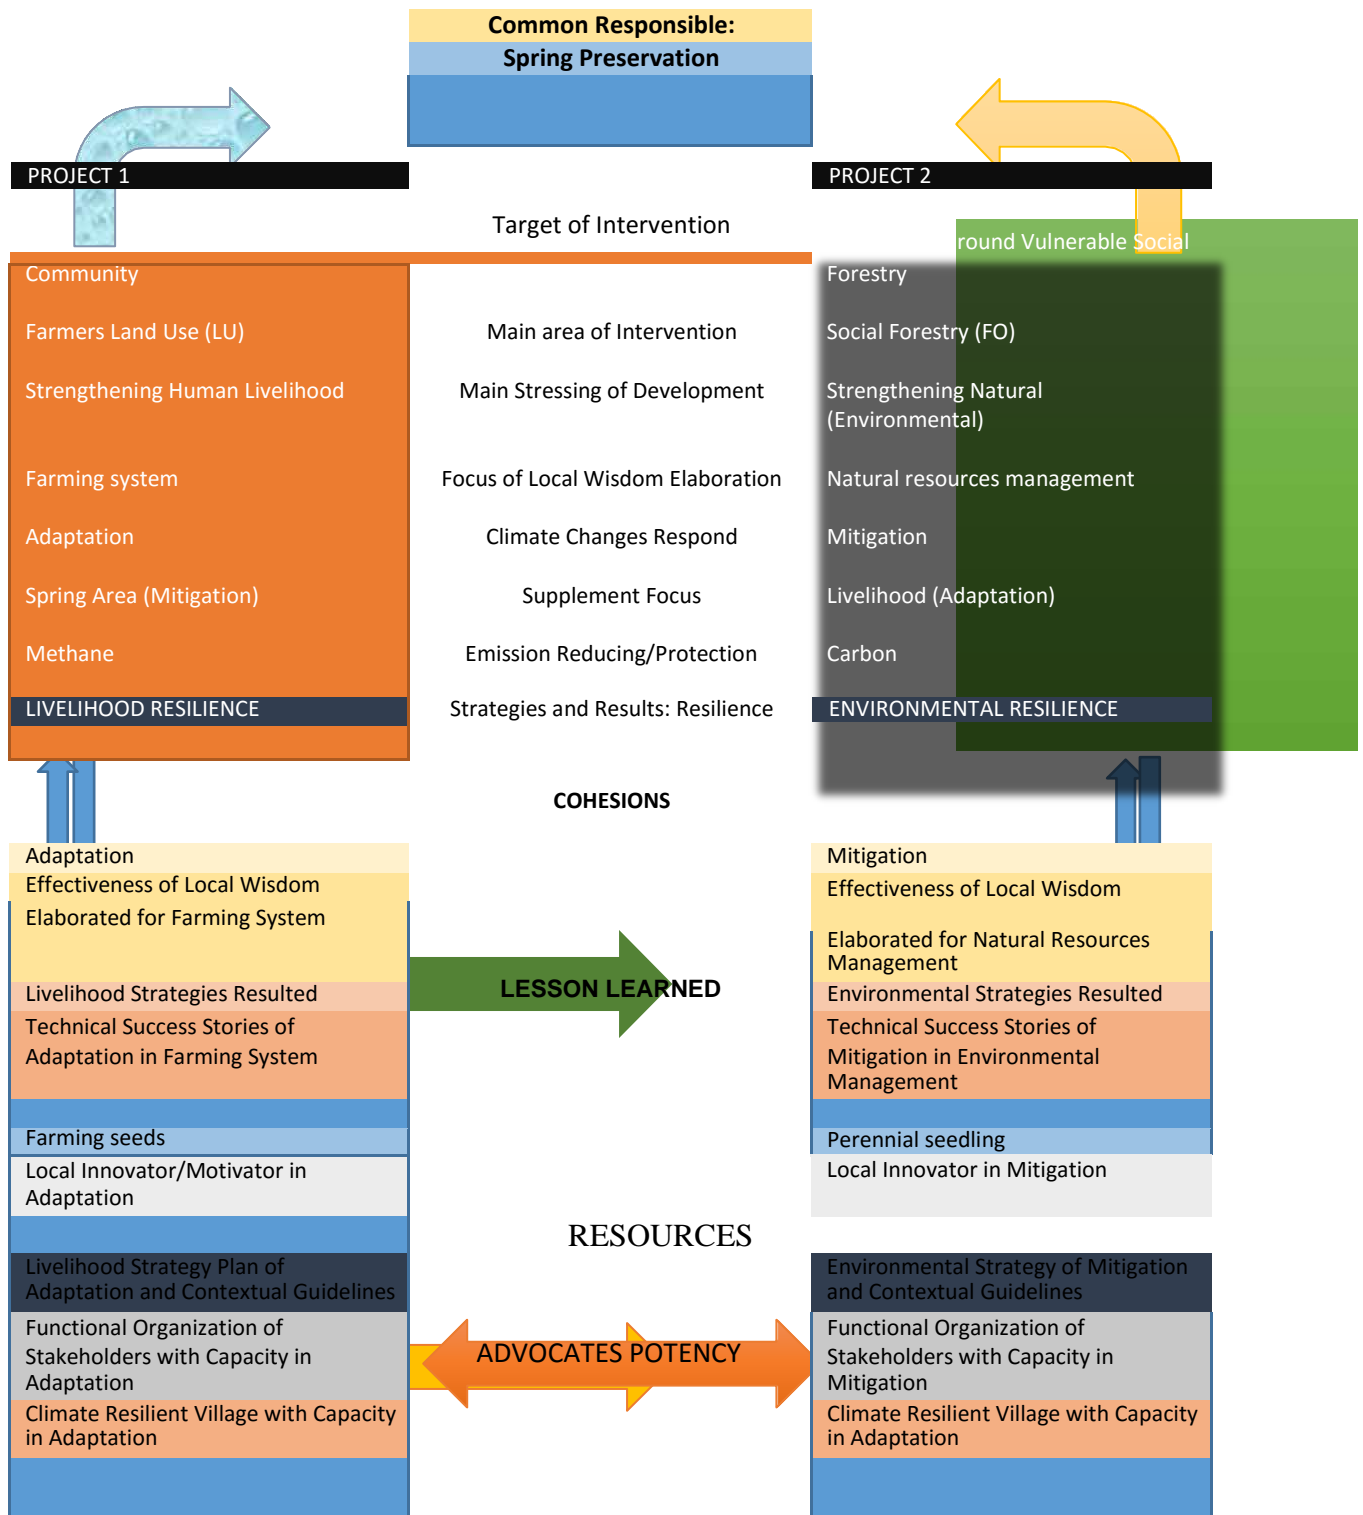 Common Responsible:
Spring Preservation
PROJECT 1
PROJECT 2
Target of Intervention
round Vulnerable Social
Community
Forestry
Farmers Land Use (LU)
Main area of Intervention
Social Forestry (FO)
Strengthening Human Livelihood
Main Stressing of Development
Strengthening Natural
(Environmental)
Farming system
Focus of Local Wisdom Elaboration
Natural resources management
Adaptation
Climate Changes Respond
Mitigation
Spring Area (Mitigation)
Supplement Focus
Livelihood (Adaptation)
Methane
Emission Reducing/Protection
Carbon
LIVELIHOOD RESILIENCE
Strategies and Results: Resilience
ENVIRONMENTAL RESILIENCE
COHESIONS
Adaptation
Effectiveness of Local Wisdom
Elaborated for Farming System
Mitigation
Effectiveness of Local Wisdom
Elaborated for Natural Resources
Management
LESSON LEARNED
Livelihood Strategies Resulted
Technical Success Stories of
Adaptation in Farming System
Environmental Strategies Resulted
Technical Success Stories of
Mitigation in Environmental
Management
Farming seeds
Perennial seedling
Local Innovator/Motivator in
Adaptation
Local Innovator in Mitigation
RESOURCES
Livelihood Strategy Plan of
Adaptation and Contextual Guidelines
Environmental Strategy of Mitigation
and Contextual Guidelines
Functional Organization of
Stakeholders with Capacity in
Adaptation
ADVOCATES POTENCY
Functional Organization of
Stakeholders with Capacity in
Mitigation
Climate Resilient Village with Capacity
in Adaptation
Climate Resilient Village with Capacity
in Adaptation